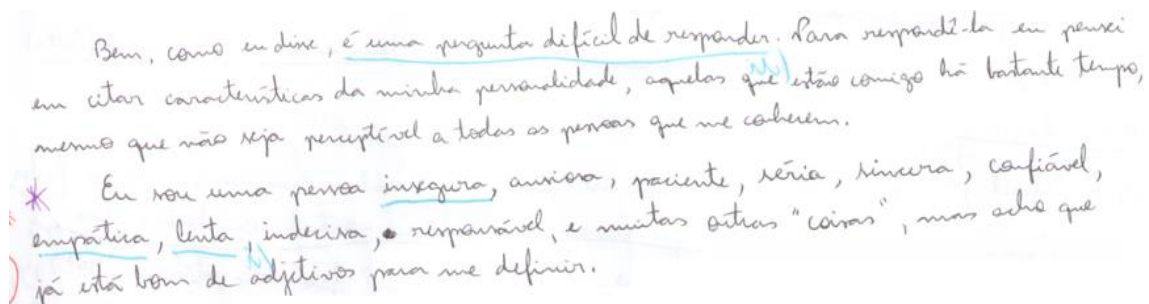 Bem, como eu disse, é uma pergunta difícil de responder. Para respondê-la eu pensei
em citar características da minha personalidade, aquelas que estão comigo há bastante tempo,
mesmo que não seja perceptível a todas as pessoas que me conhecem.
Eu sou uma pessoa insegura, ansiosa, paciente, séria, sincera, confiável,
empática, lenta, indecisa, responsável, e muitas outras "coisas", mas acho que
já está bom de adjetivos para me definir.